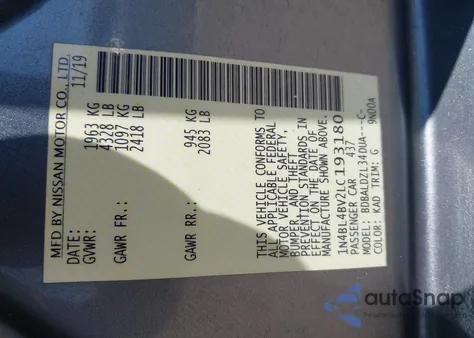 MFD BY NISSAN MOTOR CO., LTD.
DATE: 11/19
GVWR: 1963 KG
4328 LB
GAWR FR.: 1097 KG
2418 LB
GAWR RR.: 945 KG
2083 LB
THIS VEHICLE CONFORMS TO
ALL APPLICABLE FEDERAL
MOTOR VEHICLE SAFETY,
BUMPER, AND THEFT
PREVENTION STANDARDS IN
EFFECT ON THE DATE OF
MANUFACTURE SHOWN ABOVE.
1N4BL4BV2LC193180
PASSENGER CAR 437
MODEL: BDBALDZL34DUA---C-
COLOR: KAD TRIM: G 9N00A
autoSnap